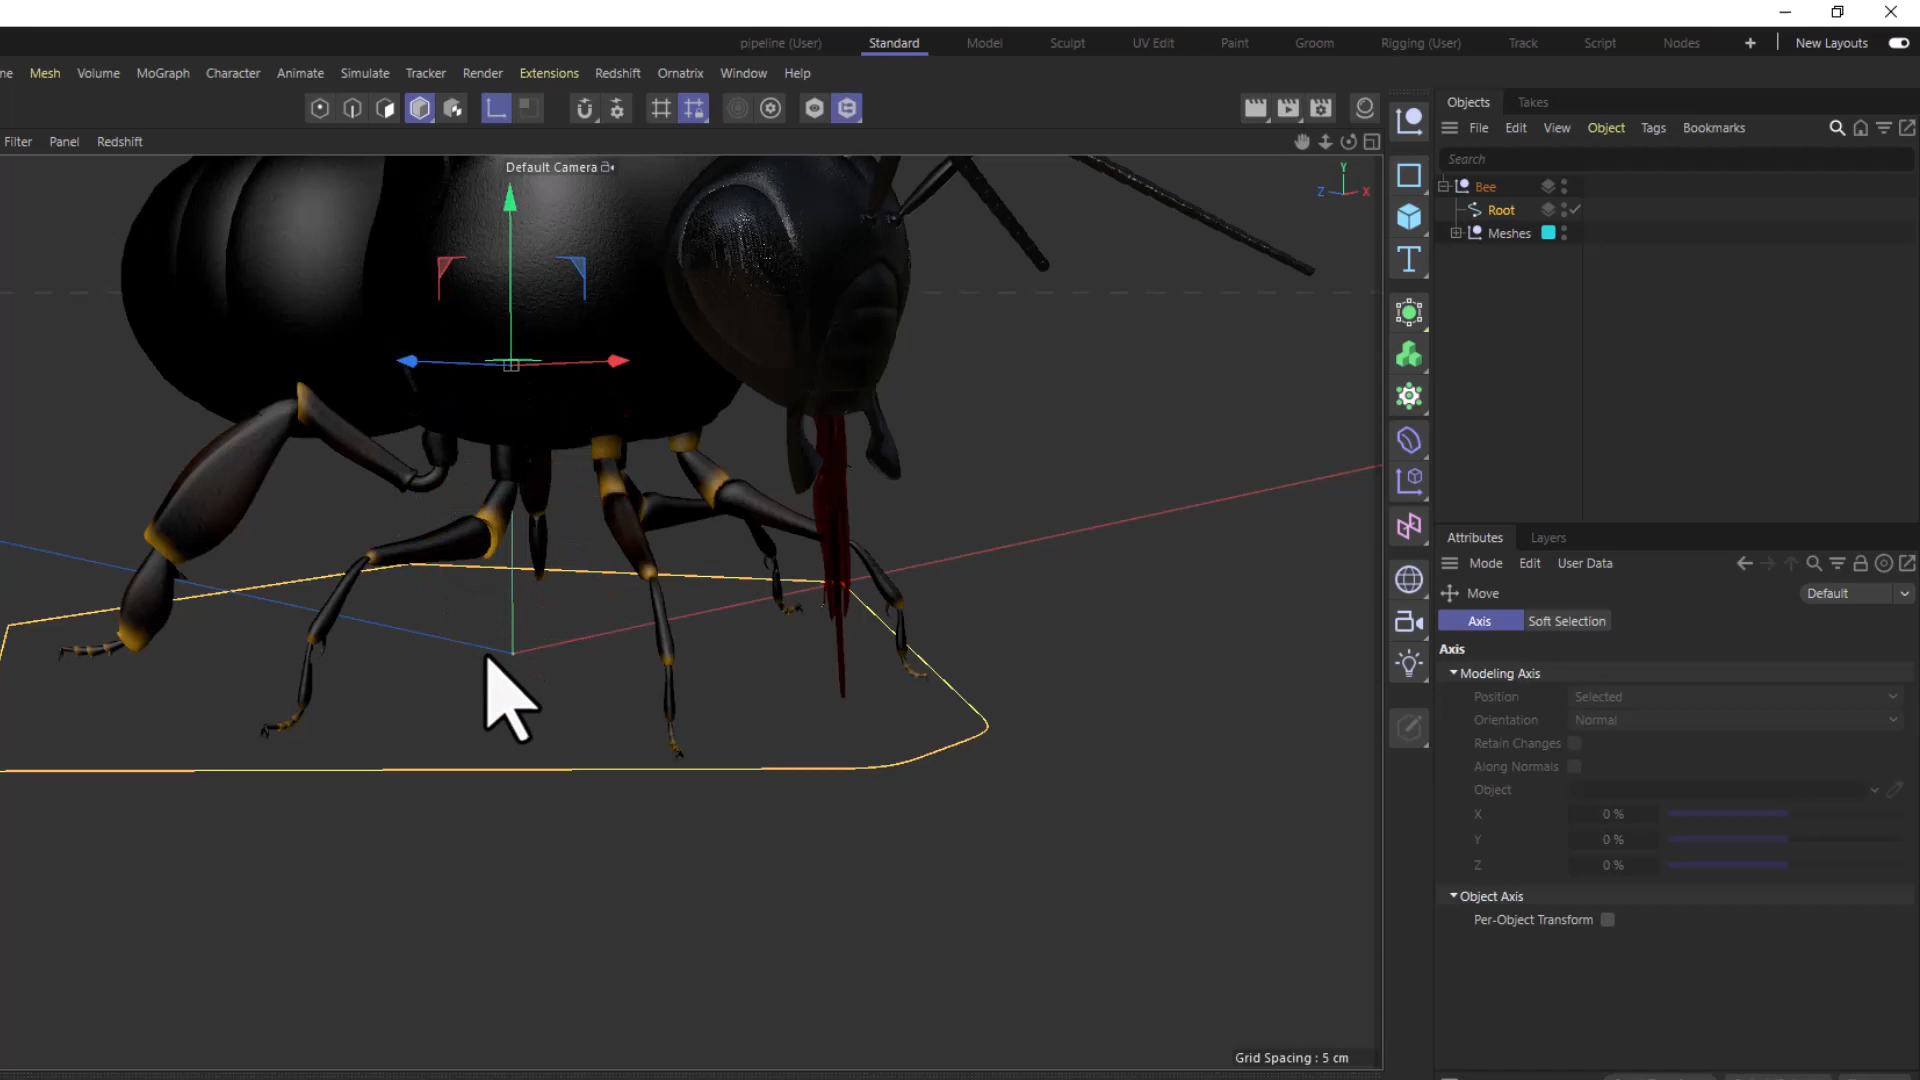 pipeline (User) Standard Model Sculpt UV Edit Paint Groom Rigging (User) Track Script Nodes New Layouts
ne Mesh Volume MoGraph Character Animate Simulate Tracker Render Extensions Redshift Ornatrix Window Help
Objects Takes
File Edit View Object Tags Bookmarks
Filter Panel Redshift
Search
Default Camera
Y
Z X
Bee
Root
Meshes
Attributes Layers
Mode Edit User Data
Move Default
Axis Soft Selection
Axis
Modeling Axis
Position Selected
Orientation Normal
Retain Changes
Along Normals
Object
X 0 %
Y 0 %
Z 0 %
Object Axis
Per-Object Transform
Grid Spacing : 5 cm